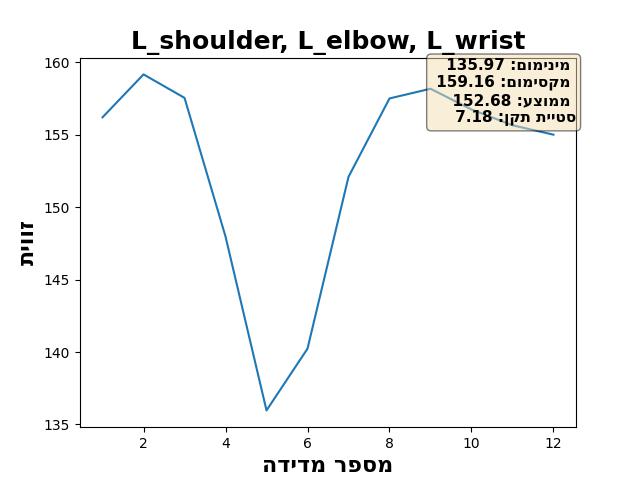 L_shoulder, L_elbow, L_wrist
מינימום: 135.97
מקסימום: 159.16
ממוצע: 152.68
סטיית תקן: 7.18
160
155
150
145
140
135
זווית
2 4 6 8 10 12
מספר מדידה